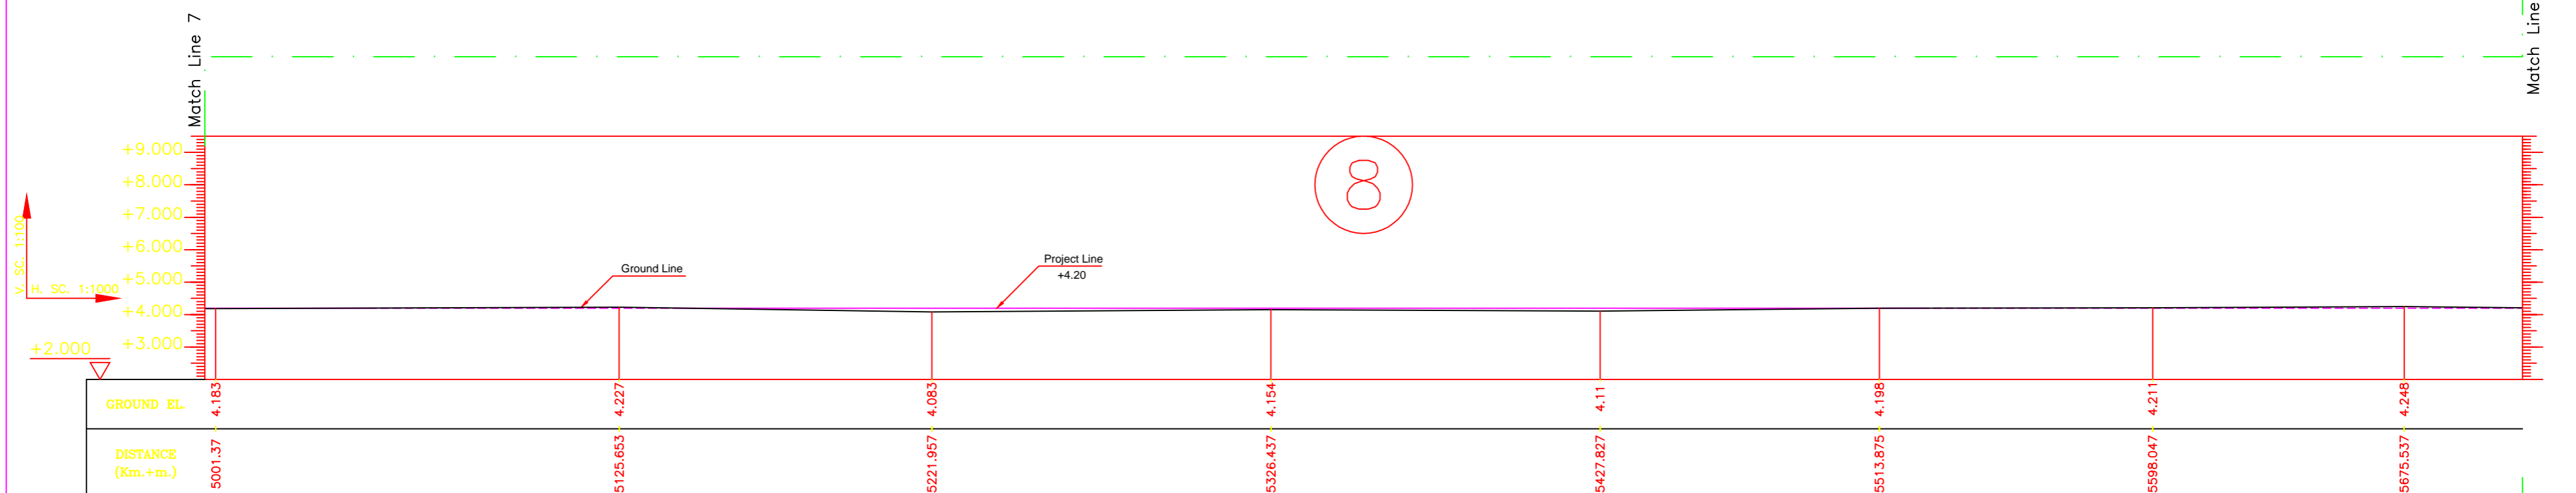 Match Line 7
Match Line
+9.000
+8.000
+7.000
+6.000
+5.000
+4.000
+3.000
+2.000
V. SC. 1:100
H. SC. 1:1000
8
Ground Line
Project Line
+4.20
GROUND EL.
4.183
4.227
4.083
4.154
4.11
4.198
4.211
4.248
DISTANCE
(Km.+m.)
5001.37
5125.653
5221.957
5326.437
5427.827
5513.875
5598.047
5675.537